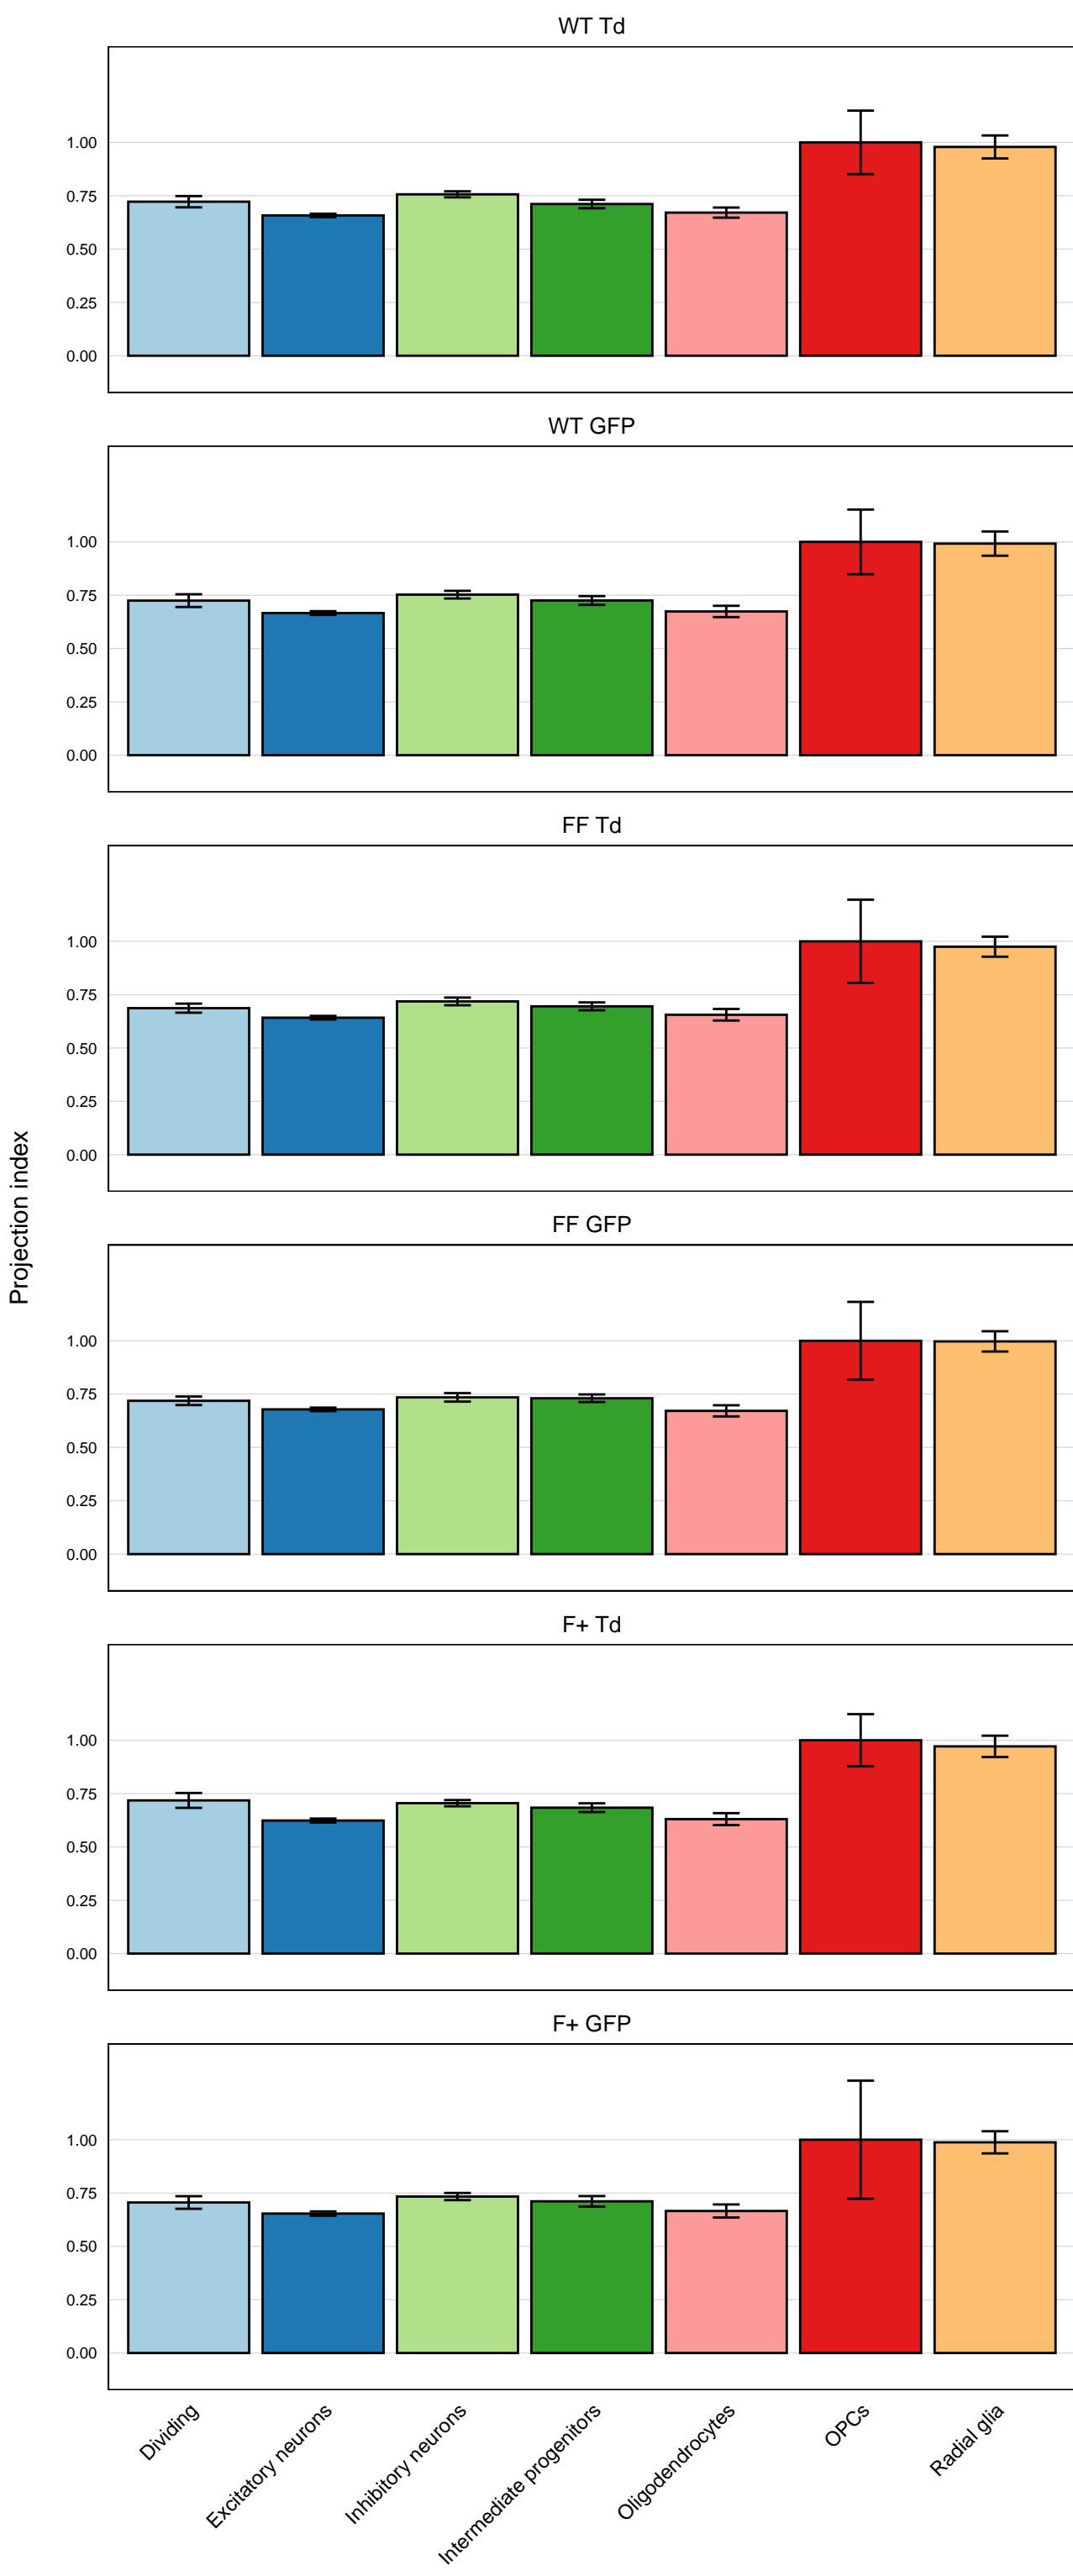 WT Td
1.00
0.75
0.50
0.25
0.00
WT GFP
1.00
0.75
0.50
0.25
0.00
FF Td
1.00
0.75
0.50
0.25
0.00
Projection index
FF GFP
1.00
0.75
0.50
0.25
0.00
F+ Td
1.00
0.75
0.50
0.25
0.00
F+ GFP
1.00
0.75
0.50
0.25
0.00
Dividing
Excitatory neurons
Inhibitory neurons
Intermediate progenitors
Oligodendrocytes
OPCs
Radial glia